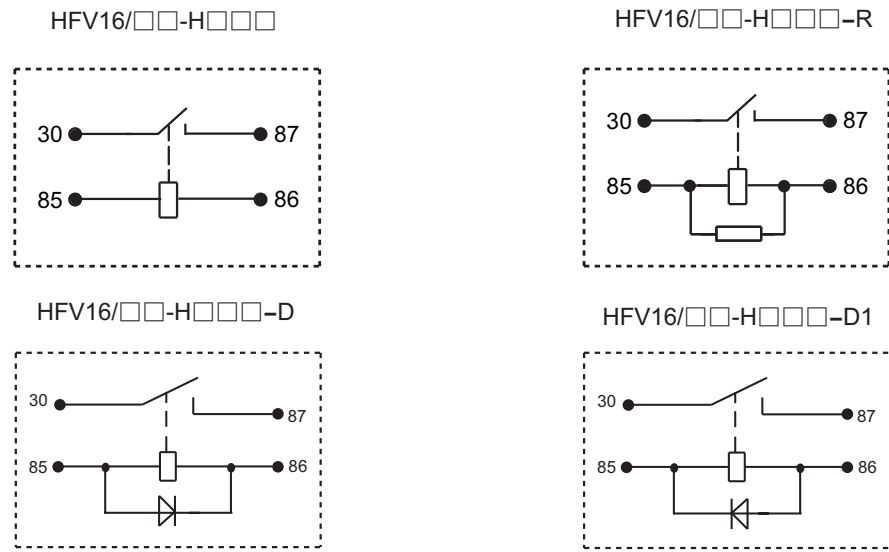 HFV16/□□-H□□□
30 87
85 86
HFV16/□□-H□□□–R
30 87
85 86
HFV16/□□-H□□□–D
30 87
85 86
HFV16/□□-H□□□–D1
30 87
85 86